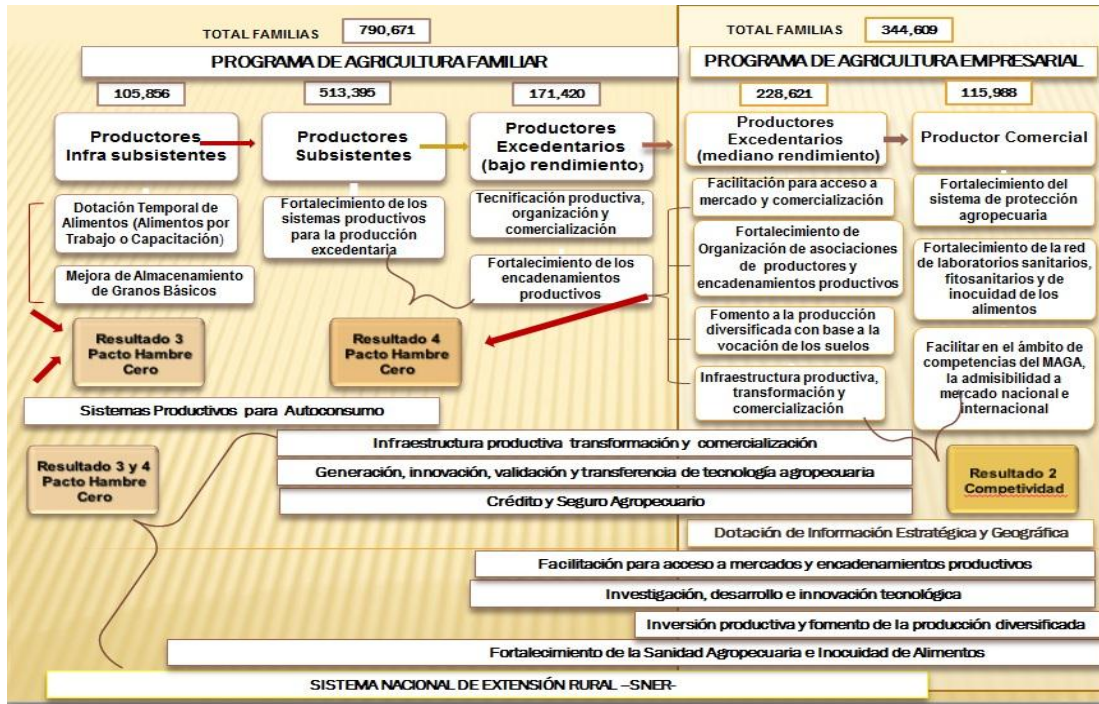 TOTAL FAMILIAS 790,671
PROGRAMA DE AGRICULTURA FAMILIAR
105,856
513,395
171,420
Productores
Infra subsistentes
Productores
Subsistentes
Productores
Excedentarios
(bajo rendimiento)
Dotación Temporal de
Alimentos (Alimentos por
Trabajo o Capacitación)
Mejora de Almacenamiento
de Granos Básicos
Fortalecimiento de los
sistemas productivos
para la producción
excedentaria
Tecnificación productiva,
organización y
comercialización
Fortalecimiento de los
encadenamientos
productivos
Resultado 3
Pacto Hambre
Cero
Resultado 4
Pacto Hambre
Cero
TOTAL FAMILIAS 344,609
PROGRAMA DE AGRICULTURA EMPRESARIAL
228,621
115,988
Productores
Excedentarios
(mediano rendimiento)
Productor Comercial
Facilitación para acceso a
mercado y comercialización
Fortalecimiento de
Organización de asociaciones
de productores y
encadenamientos productivos
Fomento a la producción
diversificada con base a la
vocación de los suelos
Infraestructura productiva,
transformación y
comercialización
Fortalecimiento del
sistema de protección
agropecuaria
Fortalecimiento de la red
de laboratorios sanitarios,
fitosanitarios y de
inocuidad de los
alimentos
Facilitar en el ámbito de
competencias del MAGA,
la admisibilidad a
mercado nacional e
internacional
Sistemas Productivos para Autoconsumo
Resultado 3 y 4
Pacto Hambre
Cero
Infraestructura productiva transformación y comercialización
Generación, innovación, validación y transferencia de tecnología agropecuaria
Crédito y Seguro Agropecuario
Resultado 2
Competividad
Dotación de Información Estratégica y Geográfica
Facilitación para acceso a mercados y encadenamientos productivos
Investigación, desarrollo e innovación tecnológica
Inversión productiva y fomento de la producción diversificada
Fortalecimiento de la Sanidad Agropecuaria e Inocuidad de Alimentos
SISTEMA NACIONAL DE EXTENSIÓN RURAL –SNER-